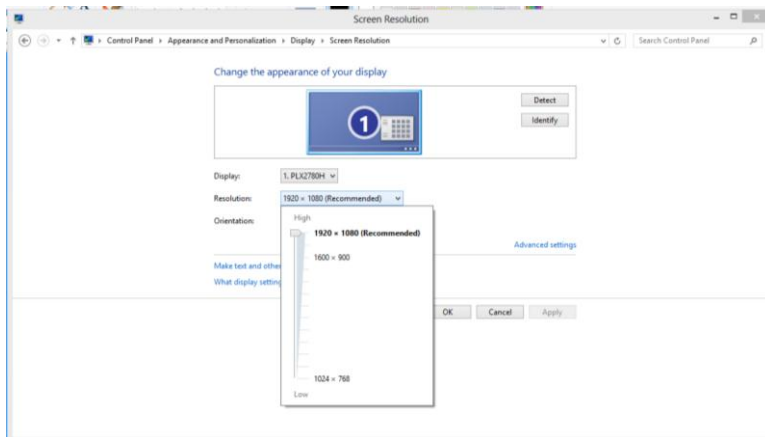 Screen Resolution
Control Panel › Appearance and Personalization › Display › Screen Resolution
Search Control Panel
Change the appearance of your display
1
Detect
Identify
Display: 1. PLX2780H
Resolution: 1920 × 1080 (Recommended)
Orientation:
High
1920 × 1080 (Recommended)
1600 × 900
Advanced settings
Make text and other
What display setting
OK Cancel Apply
1024 × 768
Low